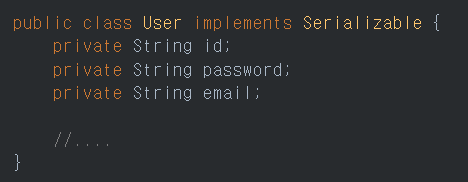 public class User implements Serializable {
    private String id;
    private String password;
    private String email;
    //....
}